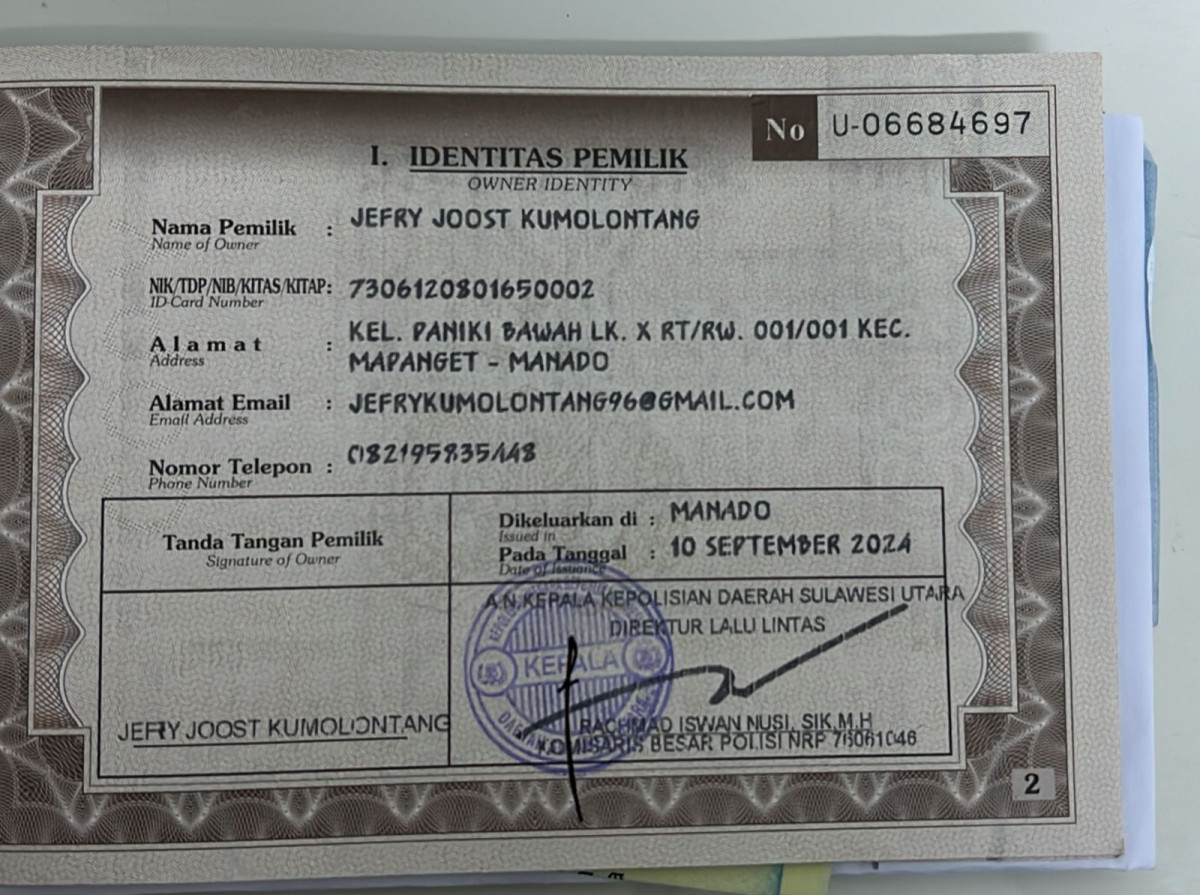 No U-06684697
I. IDENTITAS PEMILIK
OWNER IDENTITY
Nama Pemilik : JEFRY JOOST KUMOLONTANG
Name of Owner
NIK/TDP/NIB/KITAS/KITAP: 7306120801650002
ID Card Number
Alamat : KEL. PANIKI BAWAH LK. X RT/RW. 001/001 KEC.
Address
MAPANGET - MANADO
Alamat Email : JEFRYKUMOLONTANG96@GMAIL.COM
Email Address
Nomor Telepon :
Phone Number
Tanda Tangan Pemilik
Signature of Owner
Dikeluarkan di : MANADO
Issued in
Pada Tanggal : 10 SEPTEMBER 2024
Date of Issuance
A.N. KEPALA KEPOLISIAN DAERAH SULAWESI UTARA
DIREKTUR LALU LINTAS
KEPALA
JEFRY JOOST KUMOLONTANG
RACHMAD ISWAN NUSI, SIK,M.H
KOMISARIS BESAR POLISI NRP
2